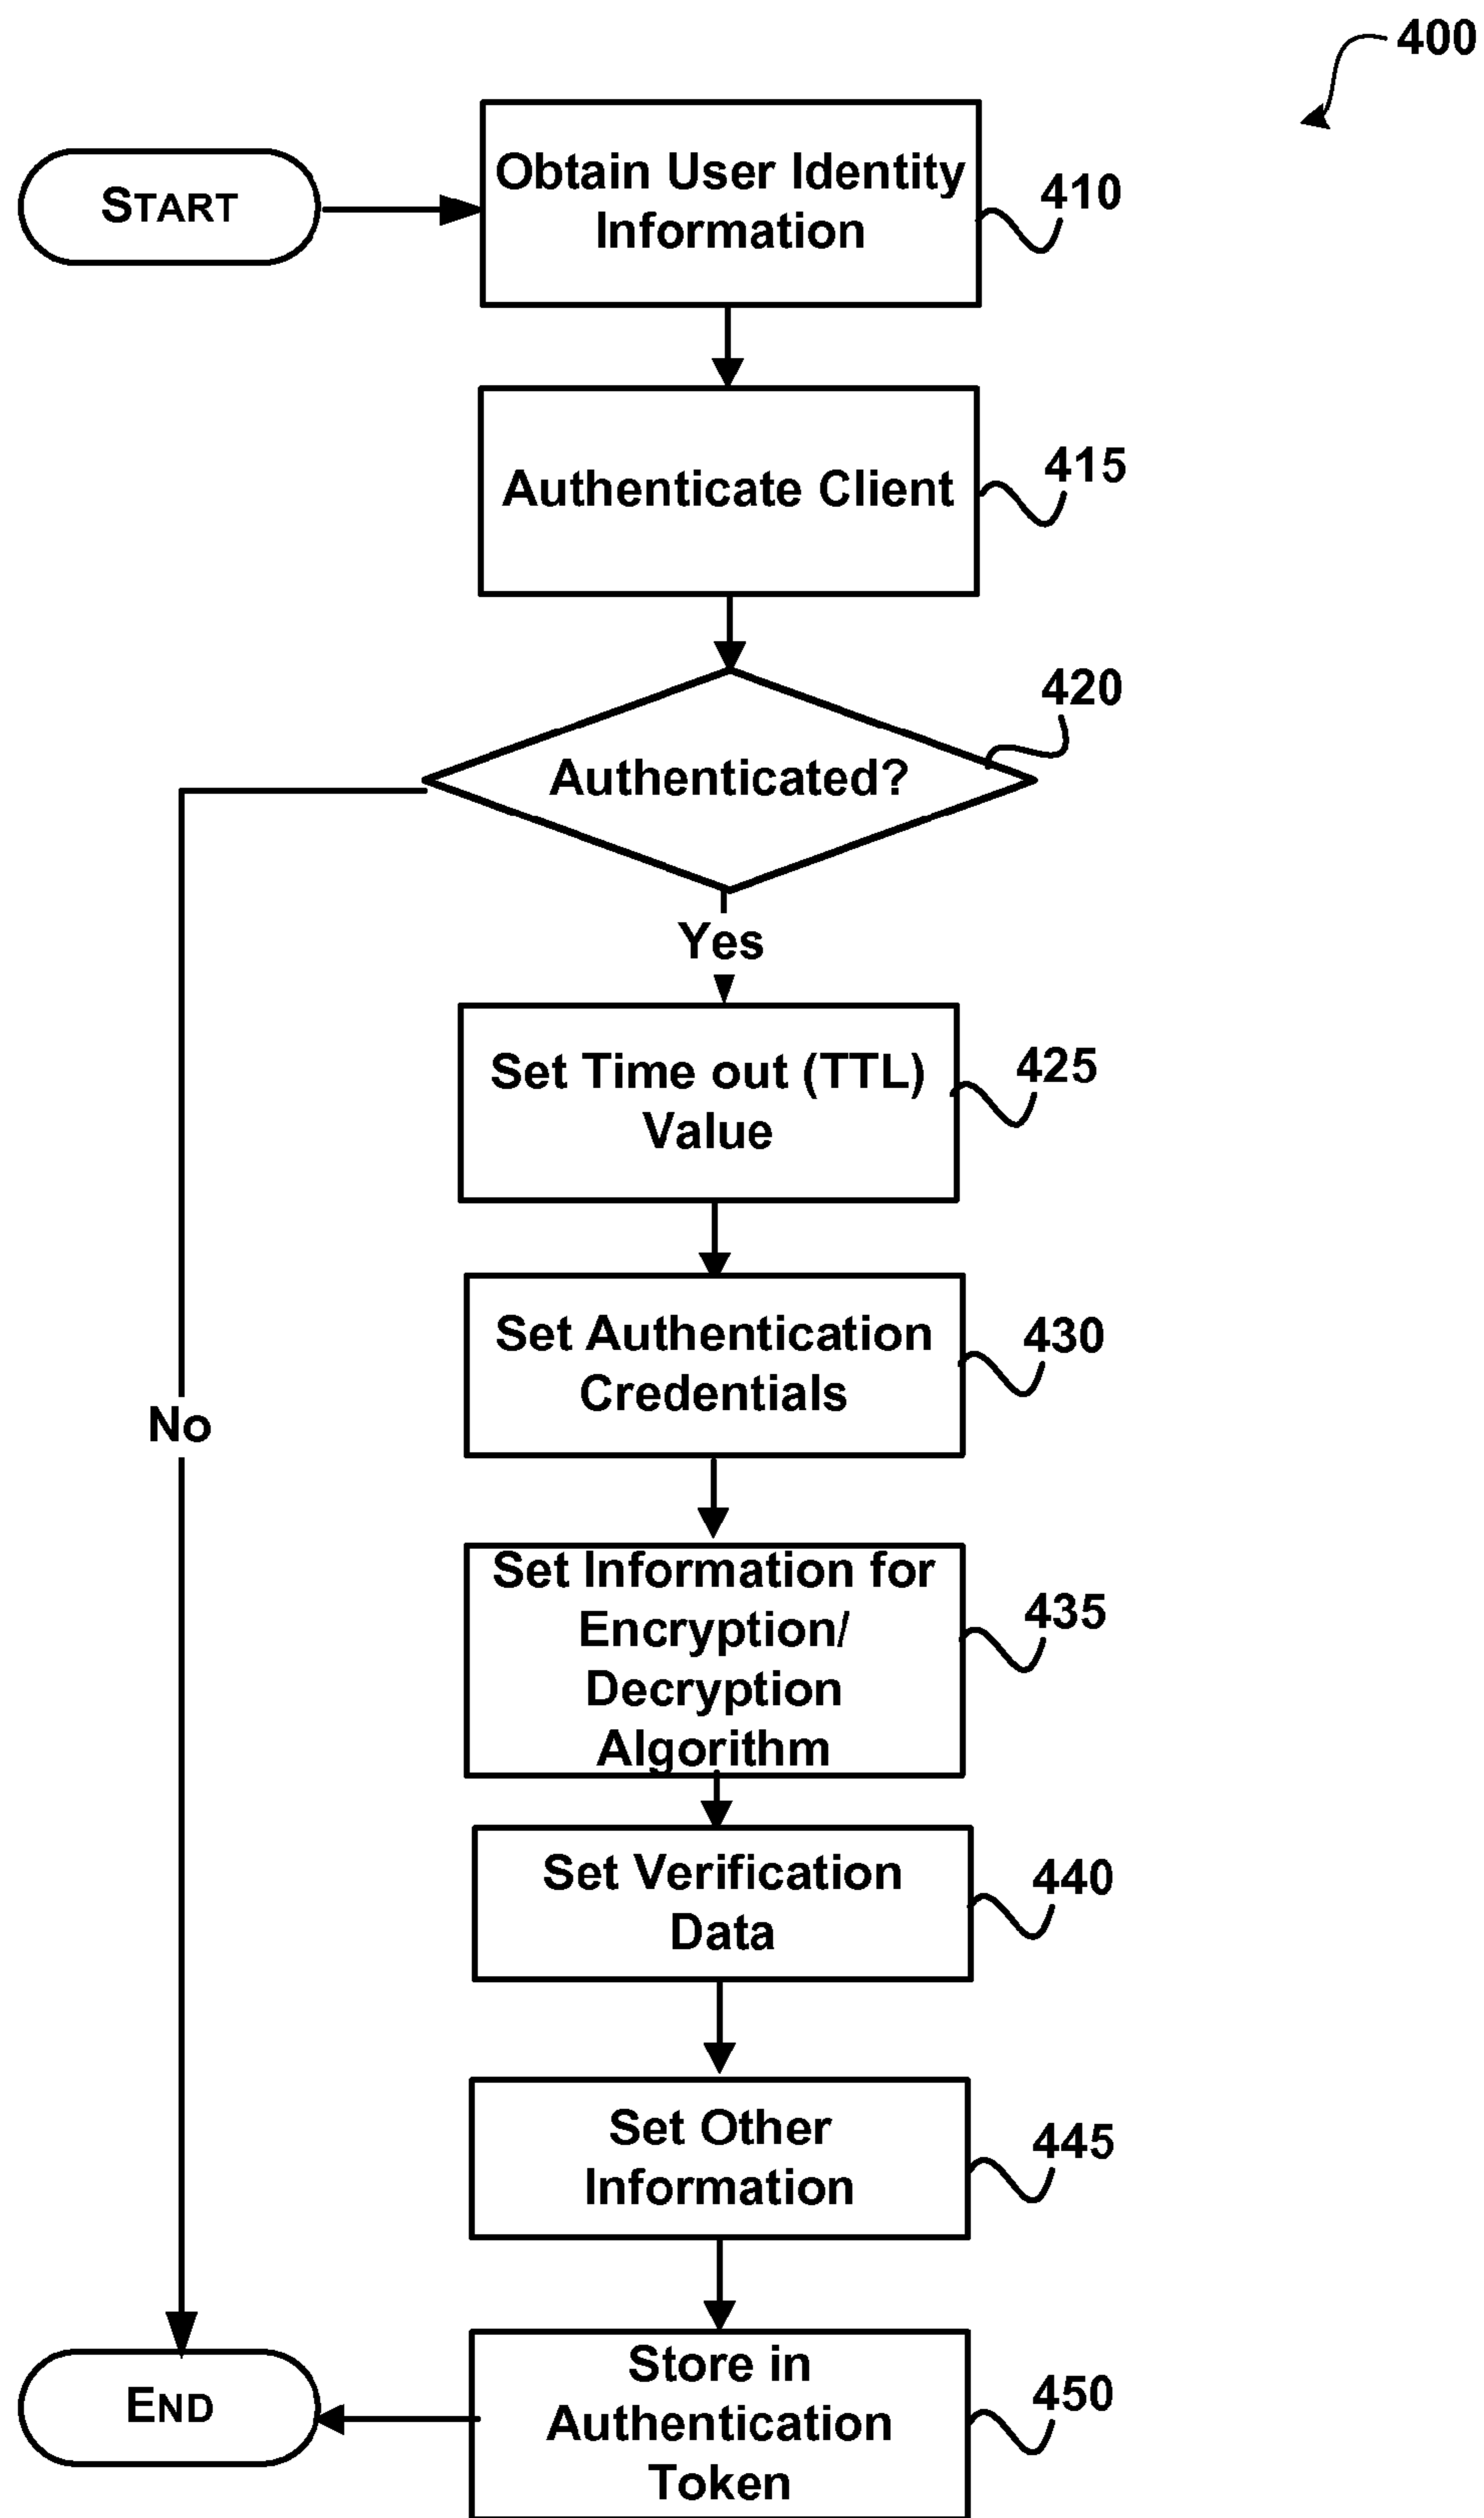 400
START
Obtain User Identity
Information
410
Authenticate Client
415
420
Authenticated?
Yes
Set Time out (TTL)
Value
425
Set Authentication
Credentials
430
No
Set Information for
Encryption/
Decryption
Algorithm
435
Set Verification
Data
440
Set Other
Information
445
Store in
Authentication
Token
450
END